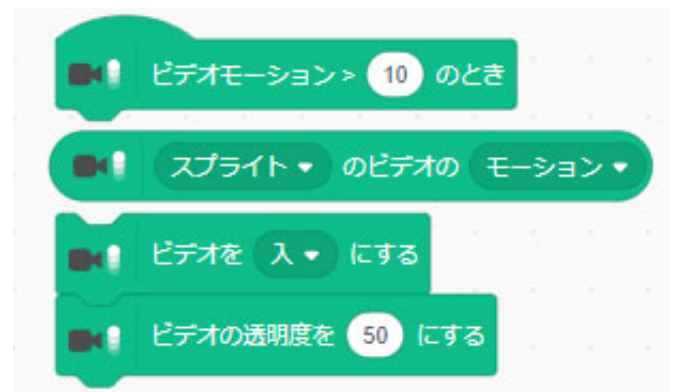 ビデオモーション > 10 のとき
スプライト のビデオの モーション
ビデオを 入 にする
ビデオの透明度を 50 にする